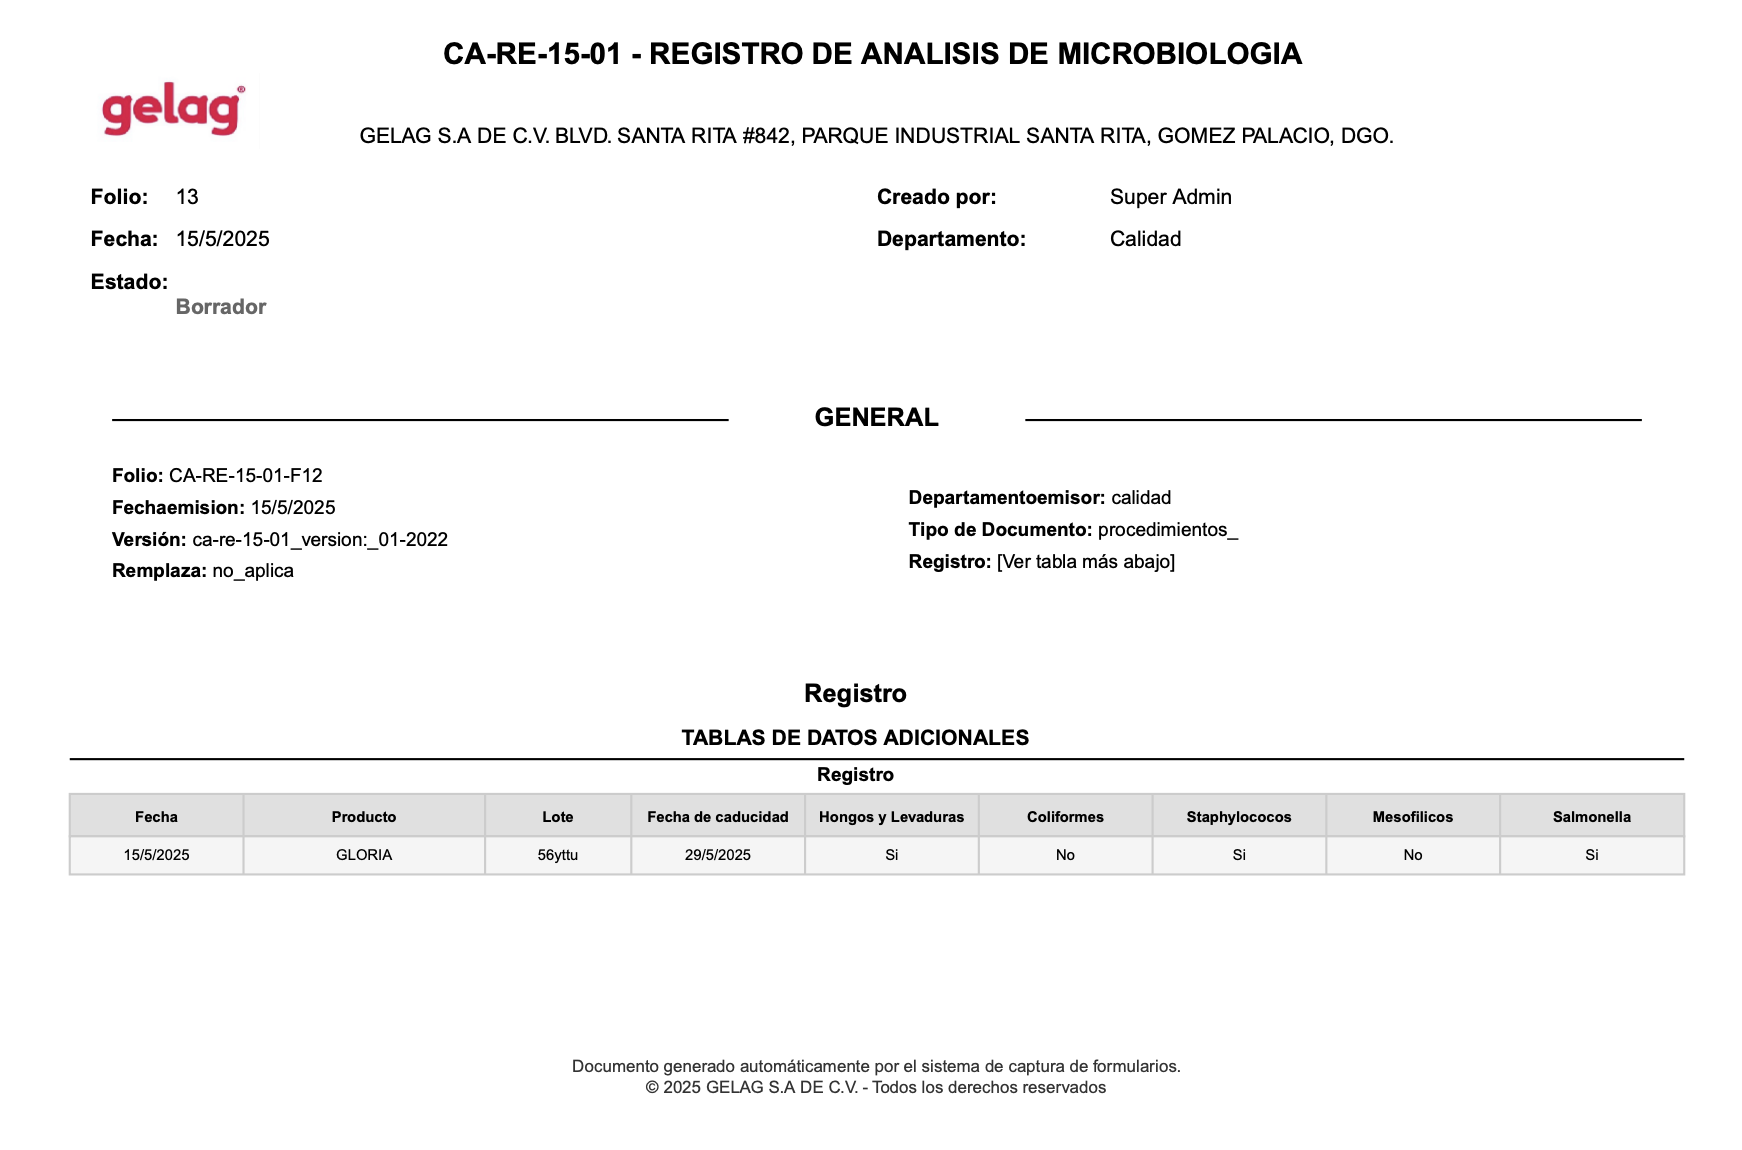 CA-RE-15-01 - REGISTRO DE ANALISIS DE MICROBIOLOGIA
gelag®
GELAG S.A DE C.V. BLVD. SANTA RITA #842, PARQUE INDUSTRIAL SANTA RITA, GOMEZ PALACIO, DGO.
Folio: 13 Creado por: Super Admin
Fecha: 15/5/2025 Departamento: Calidad
Estado:
Borrador
GENERAL
Folio: CA-RE-15-01-F12
Fechaemision: 15/5/2025
Versión: ca-re-15-01_version:_01-2022
Remplaza: no_aplica
Departamentoemisor: calidad
Tipo de Documento: procedimientos_
Registro: [Ver tabla más abajo]
Registro
TABLAS DE DATOS ADICIONALES
Registro
Fecha Producto Lote Fecha de caducidad Hongos y Levaduras Coliformes Staphylococos Mesofilicos Salmonella
15/5/2025 GLORIA 56yttu 29/5/2025 Si No Si No Si
Documento generado automáticamente por el sistema de captura de formularios.
© 2025 GELAG S.A DE C.V. - Todos los derechos reservados